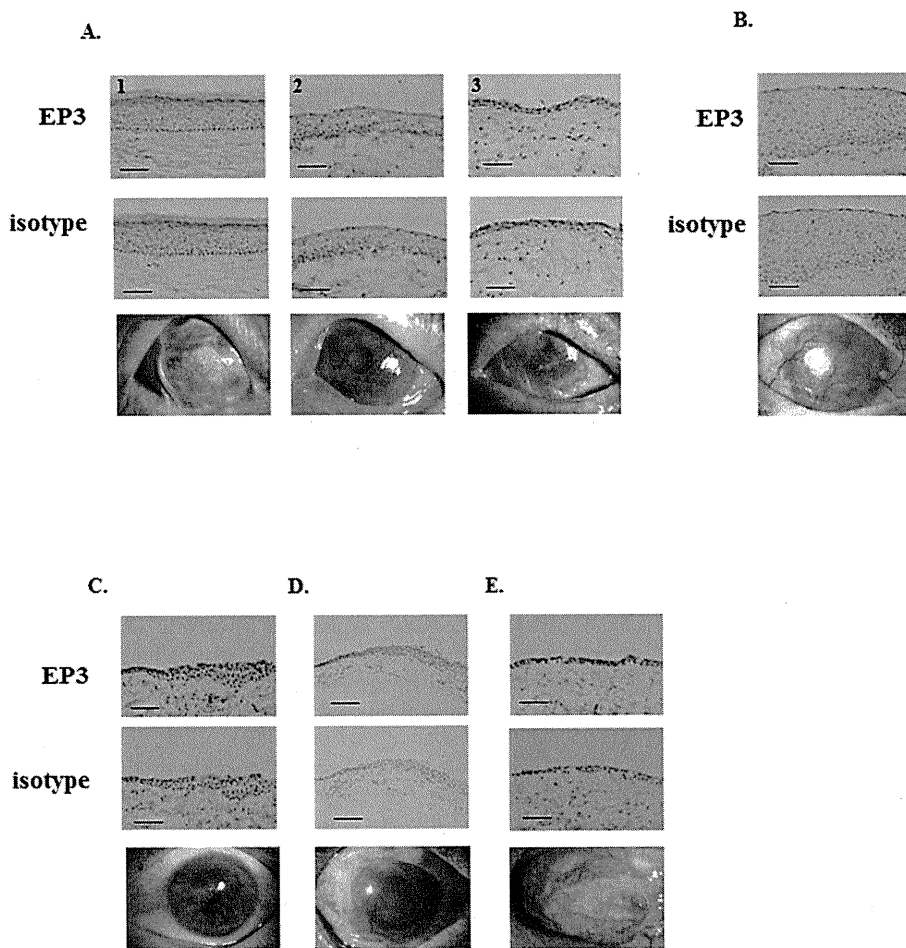 A.
B.
1
2
3
EP3
EP3
isotype
isotype
C.
D.
E.
EP3
isotype